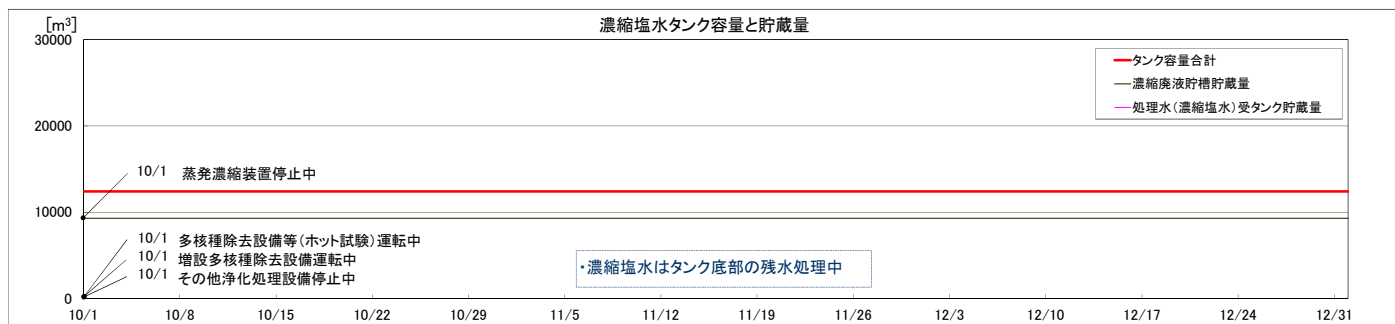 濃縮塩水タンク容量と貯蔵量
[m³]
30000
20000
10000
0
タンク容量合計
濃縮廃液貯槽貯蔵量
処理水(濃縮塩水)受タンク貯蔵量
10/1 蒸発濃縮装置停止中
10/1 多核種除去設備等(ホット試験)運転中
10/1 増設多核種除去設備運転中
10/1 その他浄化処理設備停止中
・濃縮塩水はタンク底部の残水処理中
10/1 10/8 10/15 10/22 10/29 11/5 11/12 11/19 11/26 12/3 12/10 12/17 12/24 12/31